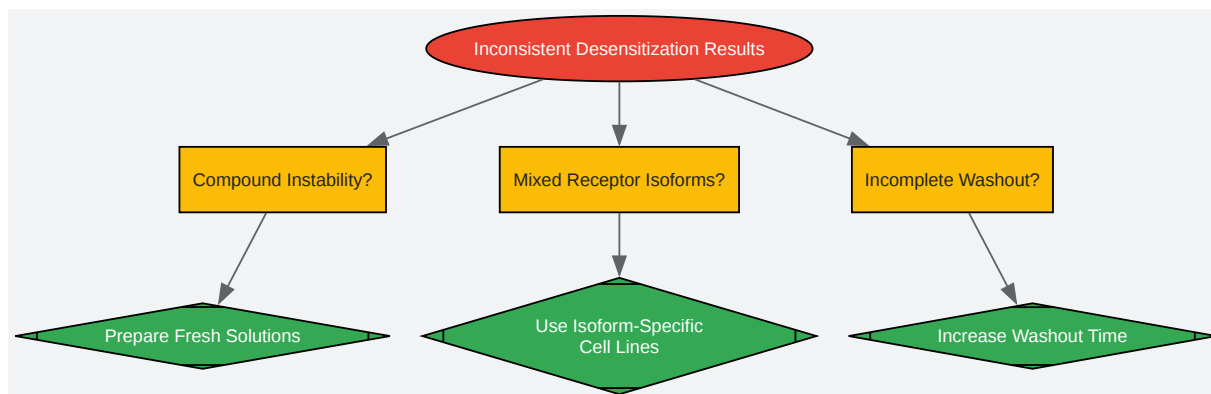 Inconsistent Desensitization Results
Compound Instability?
Mixed Receptor Isoforms?
Incomplete Washout?
Prepare Fresh Solutions
Use Isoform-Specific
Cell Lines
Increase Washout Time